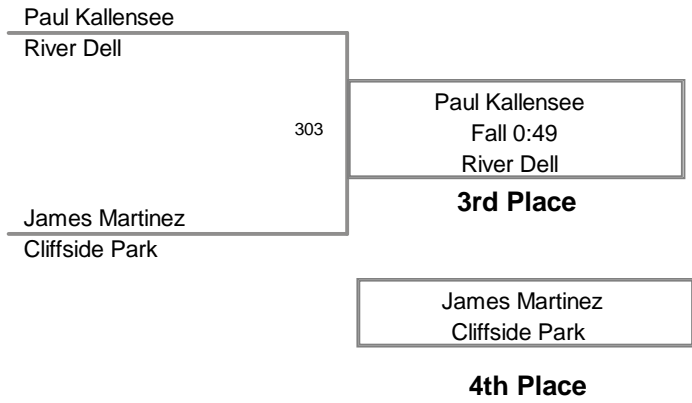 Paul Kallensee
River Dell
303
Paul Kallensee
Fall 0:49
River Dell
3rd Place
James Martinez
Cliffside Park
James Martinez
Cliffside Park
4th Place